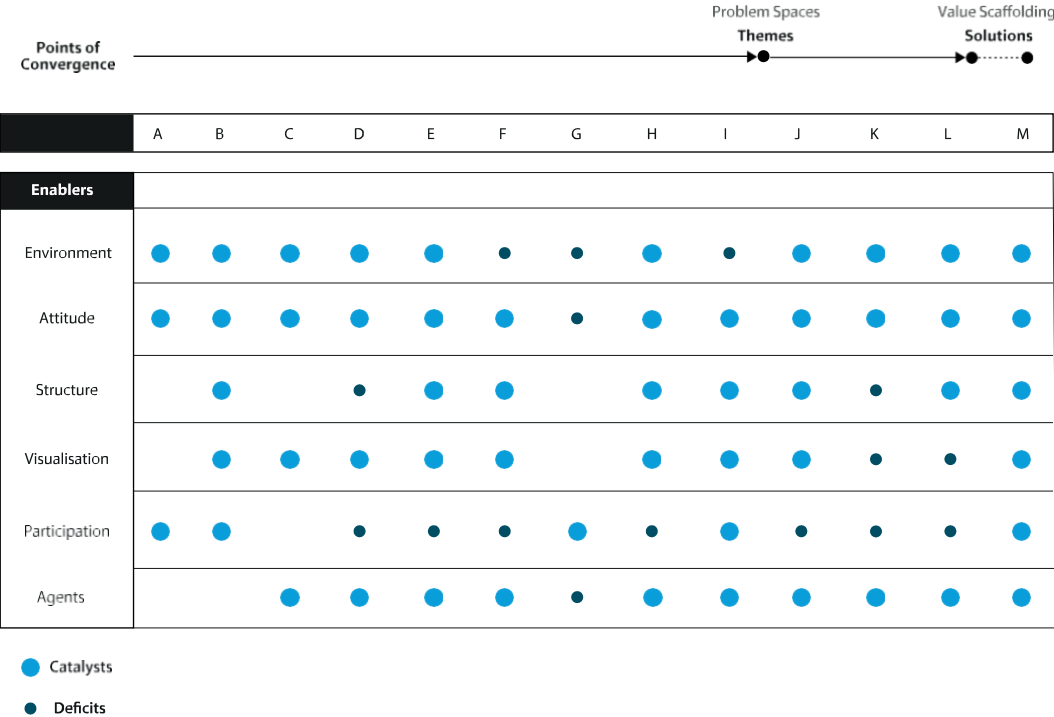 Problem Spaces
Value Scaffolding
Themes
Solutions
Points of
Convergence
A B C D E F G H I J K L M
Enablers
Environment
Attitude
Structure
Visualisation
Participation
Agents
Catalysts
Deficits